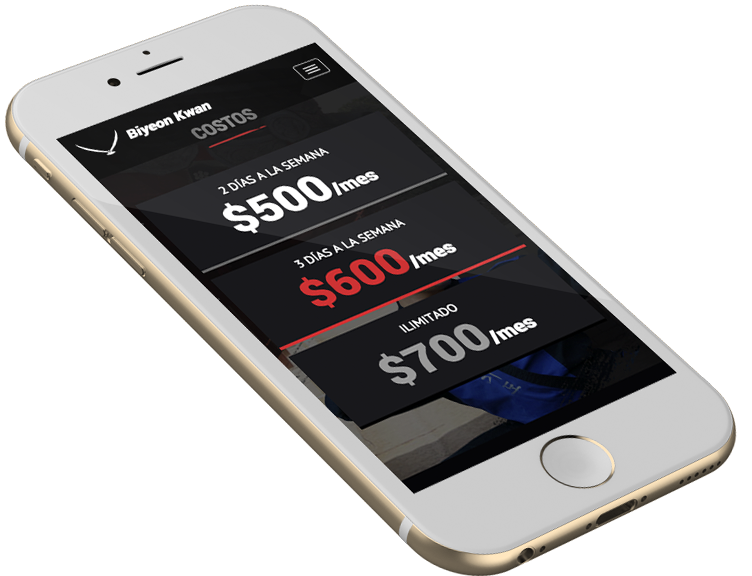 Biyeon Kwan
COSTOS
2 DÍAS A LA SEMANA
$500/mes
3 DÍAS A LA SEMANA
$600/mes
ILIMITADO
$700/mes